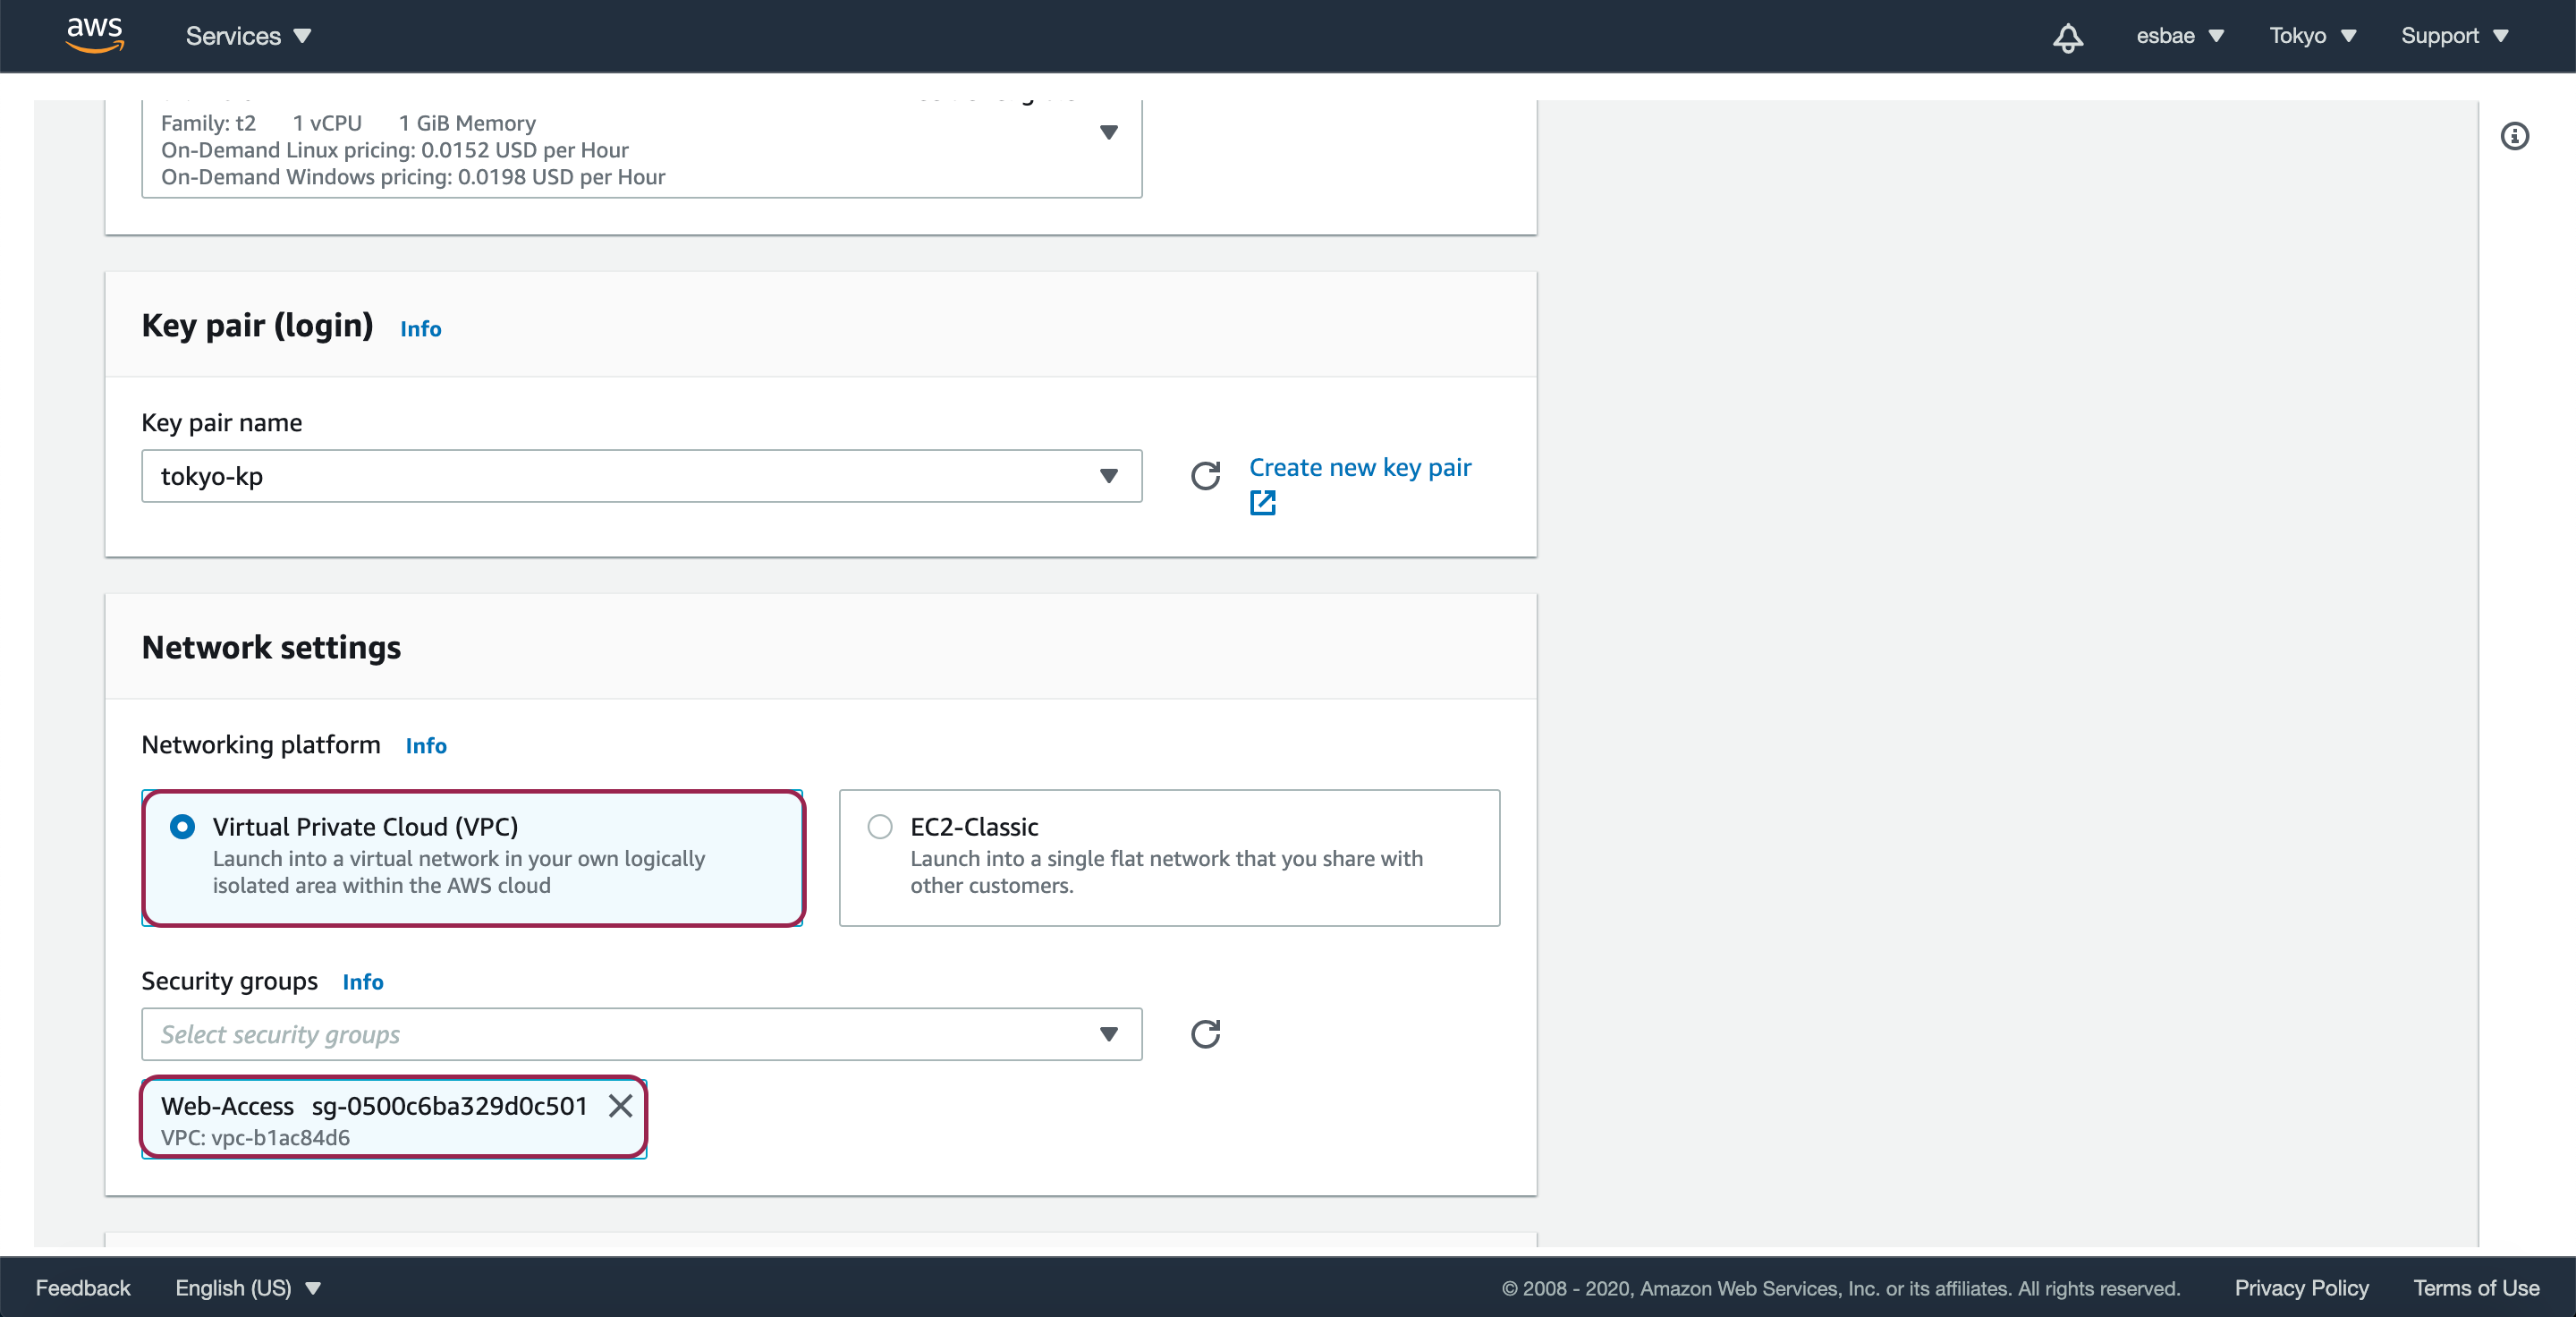 aws
Services
esbae
Tokyo
Support
Family: t2 1 vCPU 1 GiB Memory
On-Demand Linux pricing: 0.0152 USD per Hour
On-Demand Windows pricing: 0.0198 USD per Hour
Key pair (login) Info
Key pair name
tokyo-kp
Create new key pair
Network settings
Networking platform Info
Virtual Private Cloud (VPC)
Launch into a virtual network in your own logically
isolated area within the AWS cloud
EC2-Classic
Launch into a single flat network that you share with
other customers.
Security groups Info
Select security groups
Web-Access sg-0500c6ba329d0c501
VPC: vpc-b1ac84d6
Feedback
English (US)
© 2008 - 2020, Amazon Web Services, Inc. or its affiliates. All rights reserved.
Privacy Policy
Terms of Use